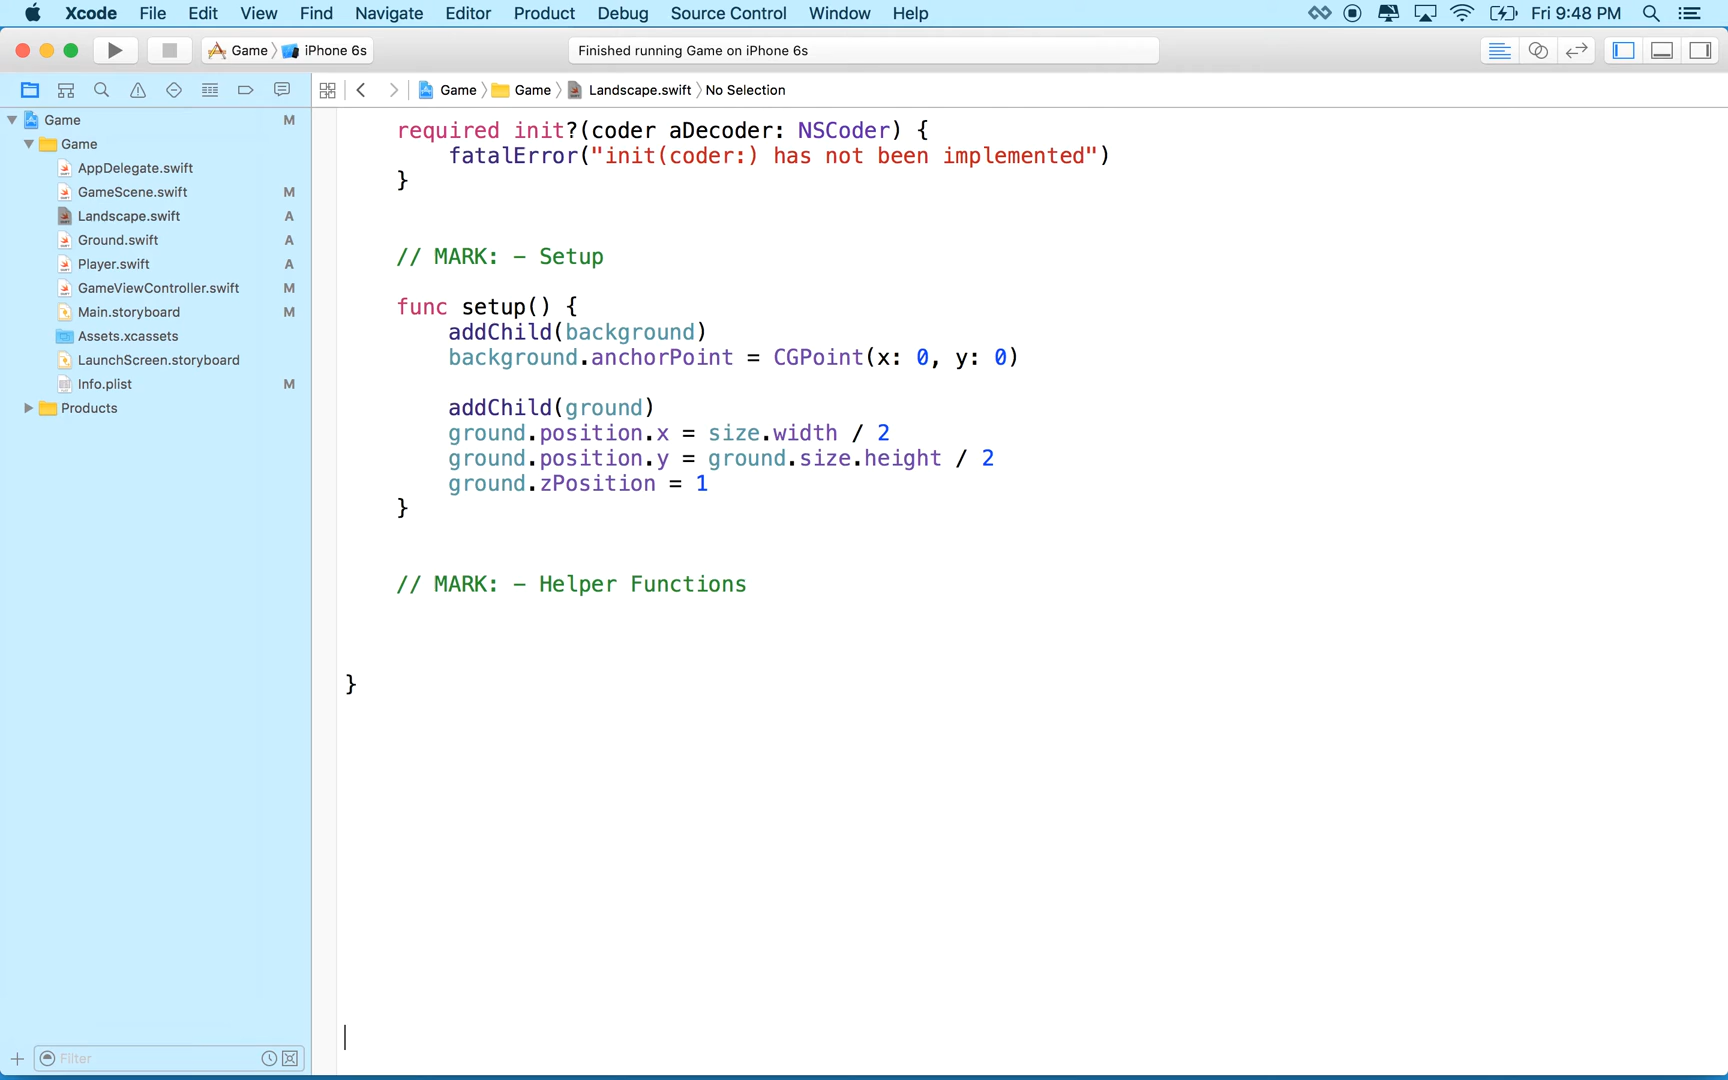 Xcode File Edit View Find Navigate Editor Product Debug Source Control Window Help Fri 9:48 PM
Game iPhone 6s Finished running Game on iPhone 6s
Game Game Landscape.swift No Selection
Game M
Game
AppDelegate.swift
GameScene.swift M
Landscape.swift A
Ground.swift A
Player.swift A
GameViewController.swift M
Main.storyboard M
Assets.xcassets
LaunchScreen.storyboard
Info.plist M
Products
Filter
required init?(coder aDecoder: NSCoder) {
fatalError("init(coder:) has not been implemented")
}
// MARK: - Setup
func setup() {
addChild(background)
background.anchorPoint = CGPoint(x: 0, y: 0)
addChild(ground)
ground.position.x = size.width / 2
ground.position.y = ground.size.height / 2
ground.zPosition = 1
}
// MARK: - Helper Functions
}